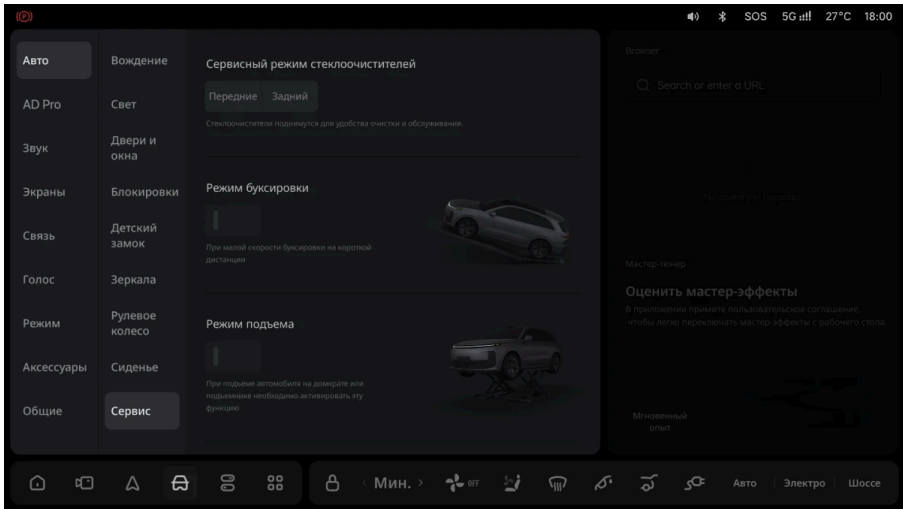 (P)
SOS 5G 27°C 18:00
Авто
AD Pro
Звук
Экраны
Связь
Голос
Режим
Аксессуары
Общие
Вождение
Свет
Двери и
окна
Блокировки
Детский
замок
Зеркала
Рулевое
колесо
Сиденье
Сервис
Сервисный режим стеклоочистителей
Передние Задний
Стеклоочистители поднимутся для удобства очистки и обслуживания.
Режим буксировки
При малой скорости буксировки на короткой
дистанции
Режим подъема
При подъеме автомобиля на домкрате или
подъемнике необходимо активировать эту
функцию
Browser
Search or enter a URL
Мастер-тюнер
Оценить мастер-эффекты
В приложении примите пользовательское соглашение,
чтобы легко переключать мастер-эффекты с рабочего стола.
Мгновенный
опыт
Мин. OFF Авто Электро Шоссе